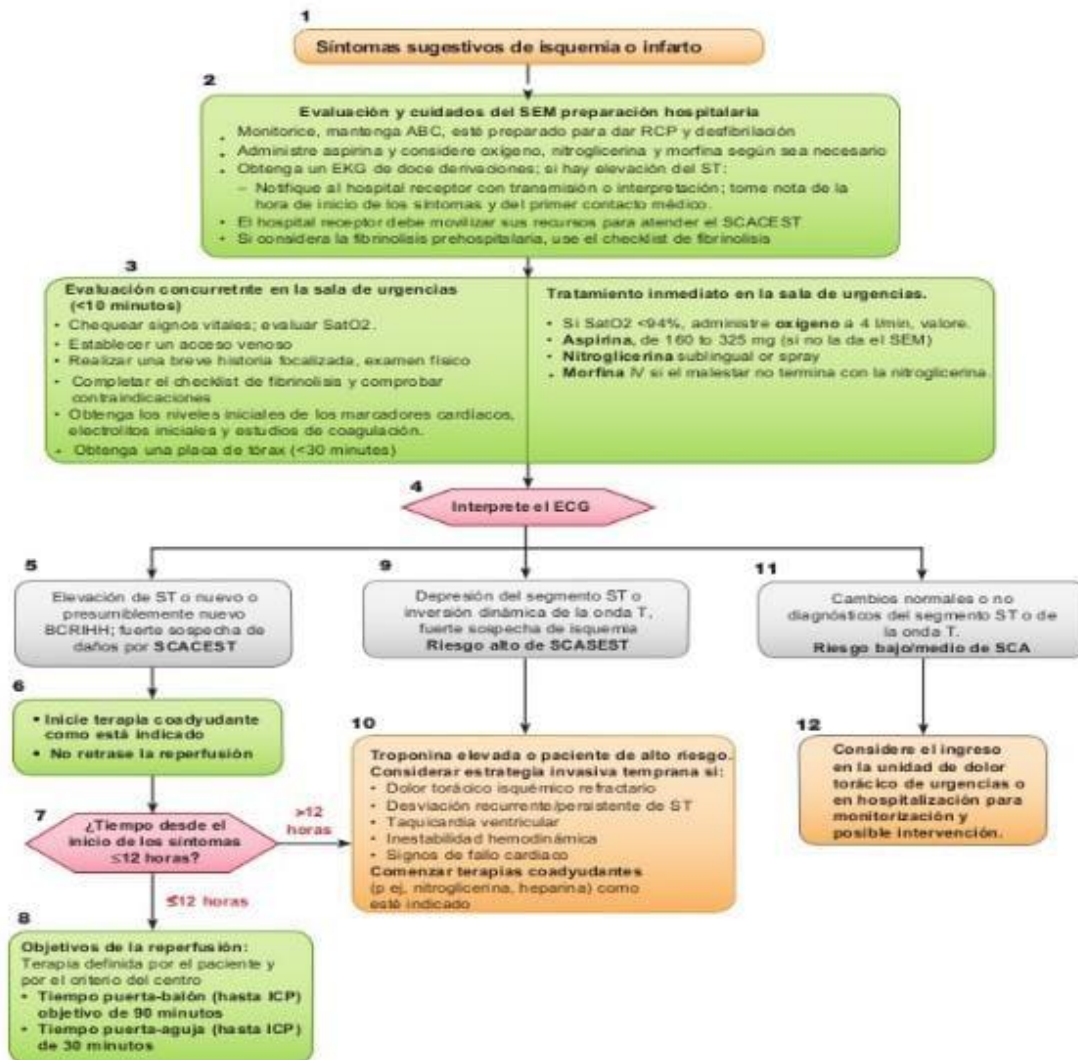 1
Síntomas sugestivos de isquemia o infarto
2
Evaluación y cuidados del SEM preparación hospitalaria
• Monitorice, mantenga ABC, esté preparado para dar RCP y desfibrilación
• Administre aspirina y considere oxígeno, nitroglicerina y morfina según sea necesario
• Obtenga un EKG de doce derivaciones; si hay elevación del ST:
– Notifique al hospital receptor con transmisión o interpretación; tome nota de la
hora de inicio de los síntomas y del primer contacto médico.
• El hospital receptor debe movilizar sus recursos para atender el SCACEST
• Si considera la fibrinolisis prehospitalaria, use el checklist de fibrinolisis
3
Evaluación concurretnte en la sala de urgencias
(<10 minutos)
• Chequear signos vitales; evaluar SatO2.
• Establecer un acceso venoso
• Realizar una breve historia focalizada, examen físico
• Completar el checklist de fibrinolisis y comprobar
contraindicaciones
• Obtenga los niveles iniciales de los marcadores cardíacos,
electrolitos iniciales y estudios de coagulación.
• Obtenga una placa de tórax (<30 minutes)
Tratamiento inmediato en la sala de urgencias.
• Si SatO2 <94%, administre oxígeno a 4 l/min, valore.
• Aspirina, de 160 to 325 mg (si no la da el SEM)
• Nitroglicerina sublingual or spray
• Morfina IV si el malestar no termina con la nitroglicerina.
4
Interprete el ECG
5
Elevación de ST o nuevo o
presumiblemente nuevo
BCRIHH; fuerte sospecha de
daños por SCACEST
6
• Inicie terapia coadyudante
como está indicado
• No retrase la reperfusión
7
¿Tiempo desde el
inicio de los síntomas
≤12 horas?
>12
horas
≤12 horas
8
Objetivos de la reperfusión:
Terapia definida por el paciente y
por el criterio del centro
• Tiempo puerta-balón (hasta ICP)
objetivo de 90 minutos
• Tiempo puerta-aguja (hasta ICP)
de 30 minutos
9
Depresión del segmento ST o
inversión dinámica de la onda T,
fuerte sospecha de isquemia
Riesgo alto de SCASEST
10
Troponina elevada o paciente de alto riesgo.
Considerar estrategia invasiva temprana si:
• Dolor torácico isquémico refractario
• Desviación recurrente/persistente de ST
• Taquicardia ventricular
• Inestabilidad hemodinámica
• Signos de fallo cardiaco
Comenzar terapias coadyudantes
(p ej, nitroglicerina, heparina) como
esté indicado
11
Cambios normales o no
diagnósticos del segmento ST o de
la onda T.
Riesgo bajo/medio de SCA
12
Considere el ingreso
en la unidad de dolor
torácico de urgencias o
en hospitalización para
monitorización y
posible intervención.